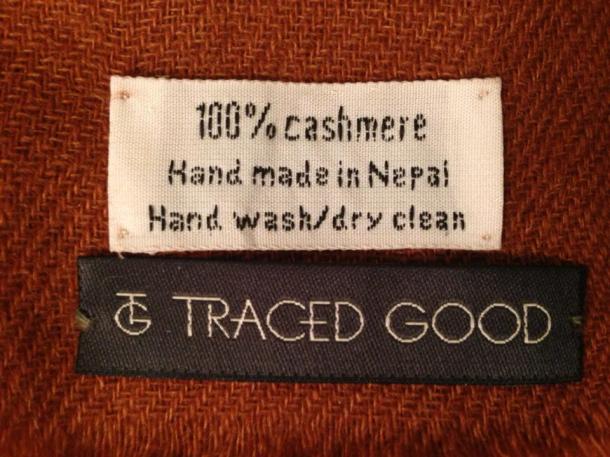 100% cashmere
Hand made in Nepal
Hand wash/dry clean
TG TRACED GOOD